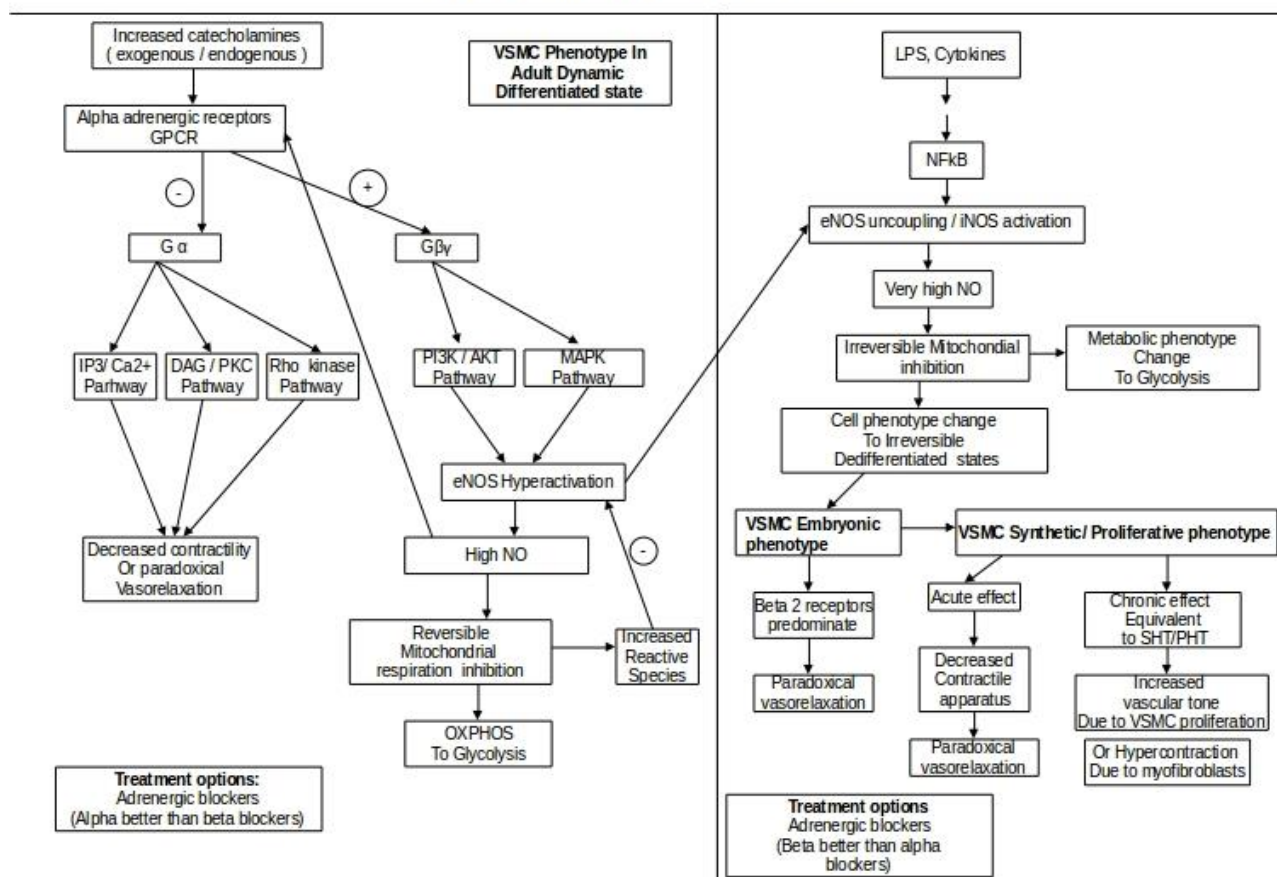 Increased catecholamines
( exogenous / endogenous )
VSMC Phenotype In
Adult Dynamic
Differentiated state
Alpha adrenergic receptors
GPCR
-
+
G α
Gβγ
IP3/ Ca2+
Parhway
DAG / PKC
Pathway
Rho kinase
Pathway
PI3K / AKT
Pathway
MAPK
Pathway
eNOS Hyperactivation
Decreased contractility
Or paradoxical
Vasorelaxation
High NO
-
Reversible
Mitochondrial
respiration inhibition
Increased
Reactive
Species
OXPHOS
To Glycolysis
Treatment options:
Adrenergic blockers
(Alpha better than beta blockers)
LPS, Cytokines
NFkB
eNOS uncoupling / iNOS activation
Very high NO
Irreversible Mitochondial
inhibition
Metabolic phenotype
Change
To Glycolysis
Cell phenotype change
To Irreversible
Dedifferentiated states
VSMC Embryonic
phenotype
VSMC Synthetic/ Proliferative phenotype
Beta 2 receptors
predominate
Acute effect
Chronic effect
Equivalent
to SHT/PHT
Paradoxical
vasorelaxation
Decreased
Contractile
apparatus
Increased
vascular tone
Due to VSMC proliferation
Paradoxical
vasorelaxation
Or Hypercontraction
Due to myofibroblasts
Treatment options
Adrenergic blockers
(Beta better than alpha
blockers)